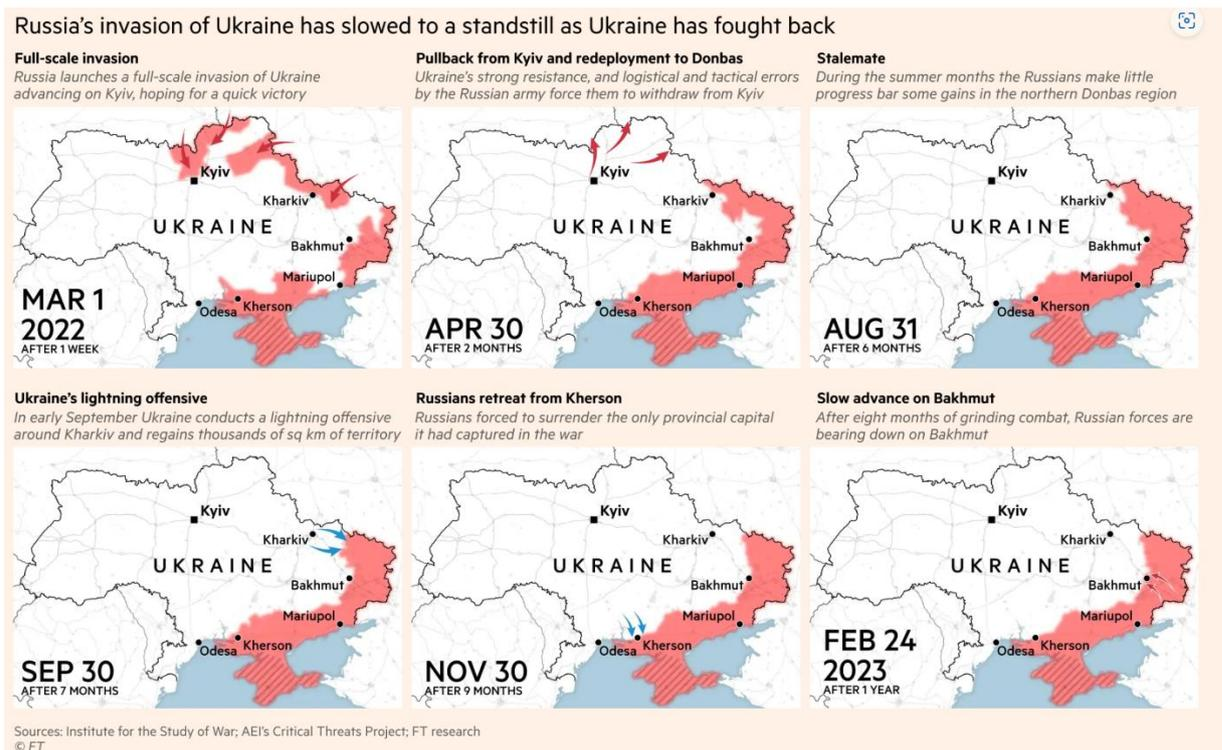 Russia's invasion of Ukraine has slowed to a standstill as Ukraine has fought back
Full-scale invasion
Russia launches a full-scale invasion of Ukraine
advancing on Kyiv, hoping for a quick victory
Kyiv
Kharkiv
UKRAINE
Bakhmut
Mariupol
Kherson
Odesa
MAR 1
2022
AFTER 1 WEEK
Pullback from Kyiv and redeployment to Donbas
Ukraine's strong resistance, and logistical and tactical errors
by the Russian army force them to withdraw from Kyiv
Kyiv
Kharkiv
UKRAINE
Bakhmut
Mariupol
Kherson
Odesa
APR 30
AFTER 2 MONTHS
Stalemate
During the summer months the Russians make little
progress bar some gains in the northern Donbas region
Kyiv
Kharkiv
UKRAINE
Bakhmut
Mariupol
Kherson
Odesa
AUG 31
AFTER 6 MONTHS
Ukraine's lightning offensive
In early September Ukraine conducts a lightning offensive
around Kharkiv and regains thousands of sq km of territory
Kyiv
Kharkiv
UKRAINE
Bakhmut
Mariupol
Kherson
Odesa
SEP 30
AFTER 7 MONTHS
Russians retreat from Kherson
Russians forced to surrender the only provincial capital
it had captured in the war
Kyiv
Kharkiv
UKRAINE
Bakhmut
Mariupol
Kherson
Odesa
NOV 30
AFTER 9 MONTHS
Slow advance on Bakhmut
After eight months of grinding combat, Russian forces are
bearing down on Bakhmut
Kyiv
Kharkiv
UKRAINE
Bakhmut
Mariupol
Kherson
Odesa
FEB 24
2023
AFTER 1 YEAR
Sources: Institute for the Study of War; AEI's Critical Threats Project; FT research
© FT